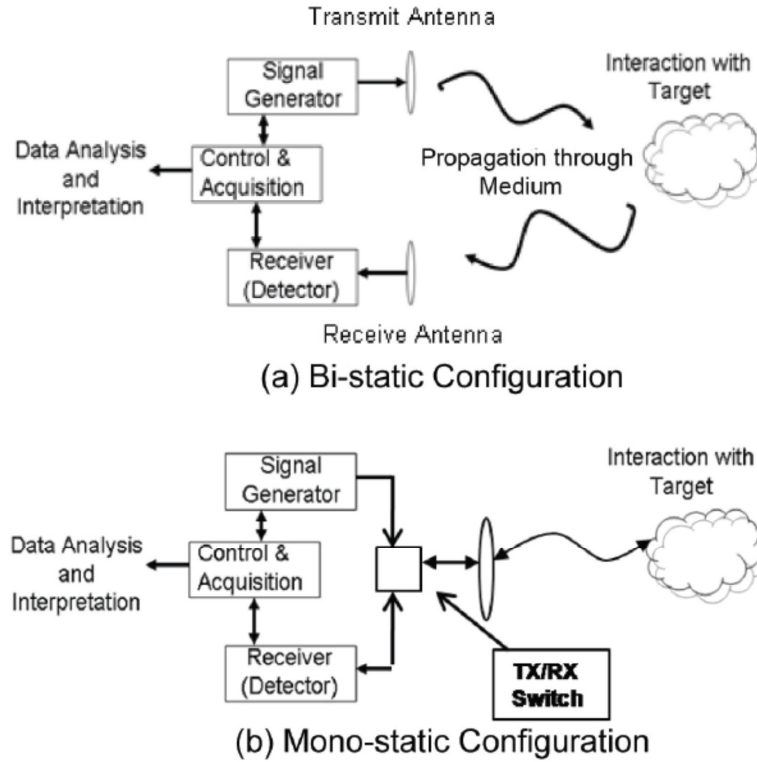 Transmit Antenna
Signal
Generator
Interaction with
Target
Data Analysis
and
Interpretation
Control &
Acquisition
Propagation through
Medium
Receiver
(Detector)
Receive Antenna
(a) Bi-static Configuration
Signal
Generator
Interaction with
Target
Data Analysis
and
Interpretation
Control &
Acquisition
Receiver
(Detector)
TX/RX
Switch
(b) Mono-static Configuration